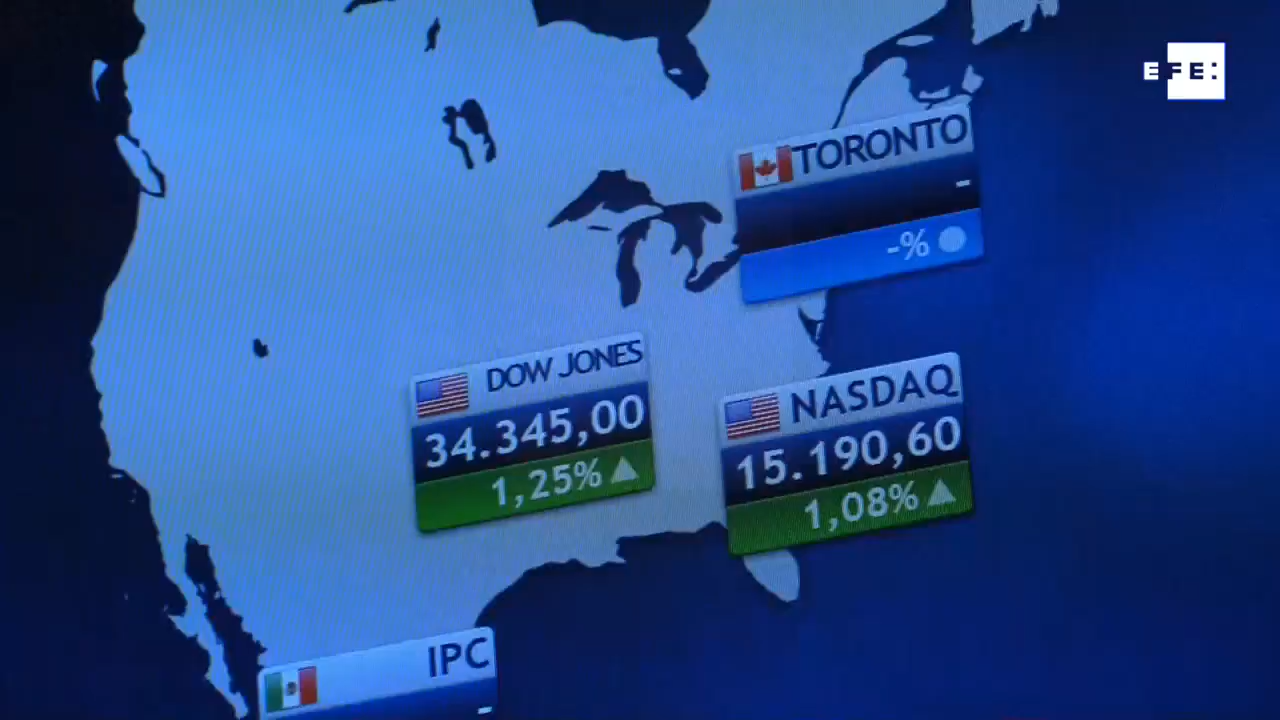 EFE:
TORONTO
-
-%
DOW JONES
34.345,00
1,25%
NASDAQ
15.190,60
1,08%
IPC
-